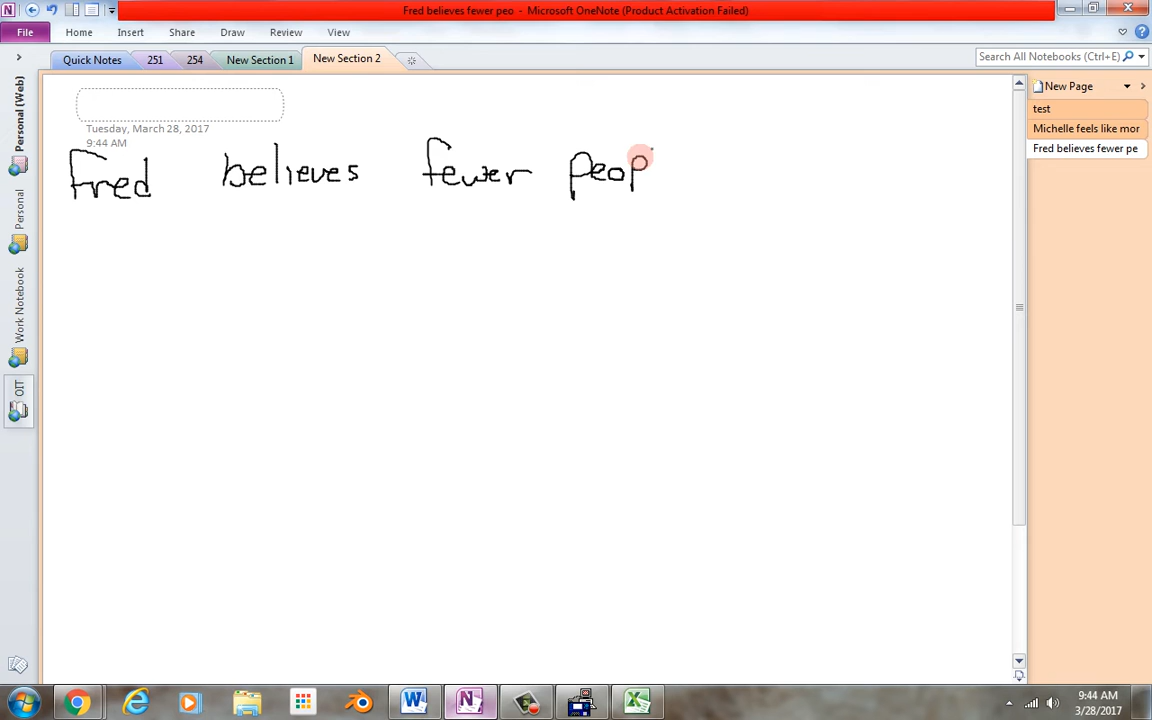 Fred believes fewer peo - Microsoft OneNote (Product Activation Failed)
File Home Insert Share Draw Review View
Quick Notes 251 254 New Section 1 New Section 2
Search All Notebooks (Ctrl+E)
New Page
test
Michelle feels like mor
Fred believes fewer pe
Personal (Web)
Personal
Work Notebook
OIT
Tuesday, March 28, 2017
9:44 AM
Fred believes fewer peop
9:44 AM
3/28/2017